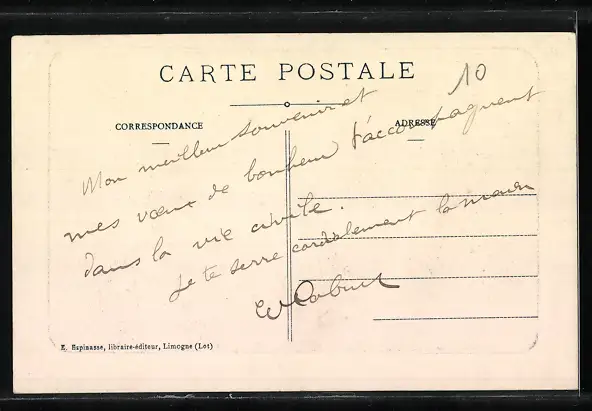 CARTE POSTALE
10
CORRESPONDANCE
ADRESSE
Mon meilleur souvenir et
mes vœux de bonheur t'accompagnent
dans la vie civile.
Je te serre cordialement la main
E. Espinasse, libraire-éditeur, Limogne (Lot)